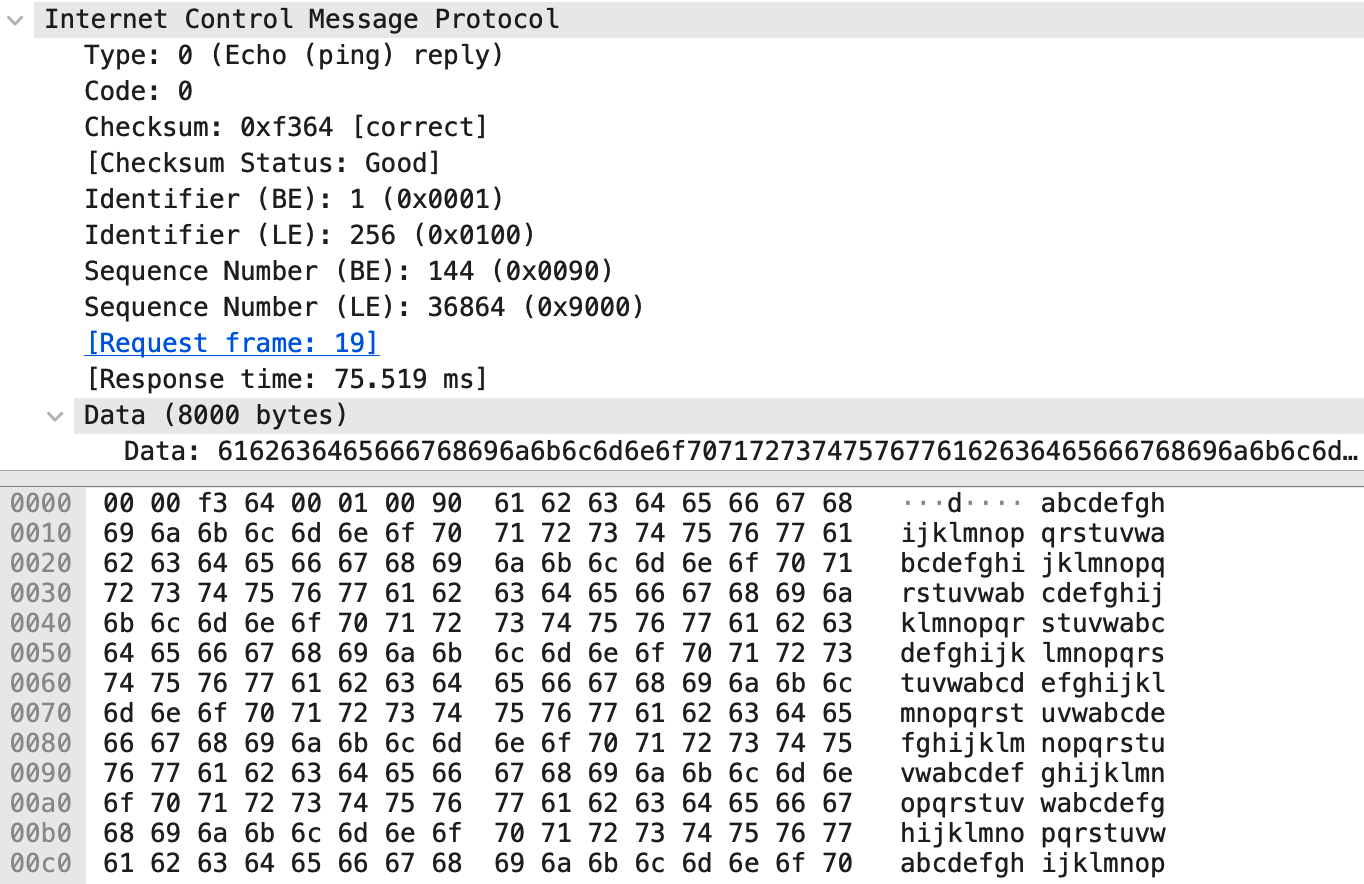 Internet Control Message Protocol
Type: 0 (Echo (ping) reply)
Code: 0
Checksum: 0xf364 [correct]
[Checksum Status: Good]
Identifier (BE): 1 (0x0001)
Identifier (LE): 256 (0x0100)
Sequence Number (BE): 144 (0x0090)
Sequence Number (LE): 36864 (0x9000)
[Request frame: 19]
[Response time: 75.519 ms]
Data (8000 bytes)
Data: 6162636465666768696a6b6c6d6e6f7071727374757677616263646566676869​6a6b6c6d…
0000 00 00 f3 64 00 01 00 90 61 62 63 64 65 66 67 68 ···d···· abcdefgh
0010 69 6a 6b 6c 6d 6e 6f 70 71 72 73 74 75 76 77 61 ijklmnop qrstuvwa
0020 62 63 64 65 66 67 68 69 6a 6b 6c 6d 6e 6f 70 71 bcdefghi jklmnopq
0030 72 73 74 75 76 77 61 62 63 64 65 66 67 68 69 6a rstuvwab cdefghij
0040 6b 6c 6d 6e 6f 70 71 72 73 74 75 76 77 61 62 63 klmnopqr stuvwabc
0050 64 65 66 67 68 69 6a 6b 6c 6d 6e 6f 70 71 72 73 defghijk lmnopqrs
0060 74 75 76 77 61 62 63 64 65 66 67 68 69 6a 6b 6c tuvwabcd efghijkl
0070 6d 6e 6f 70 71 72 73 74 75 76 77 61 62 63 64 65 mnopqrst uvwabcde
0080 66 67 68 69 6a 6b 6c 6d 6e 6f 70 71 72 73 74 75 fghijklm nopqrstu
0090 76 77 61 62 63 64 65 66 67 68 69 6a 6b 6c 6d 6e vwabcdef ghijklmn
00a0 6f 70 71 72 73 74 75 76 77 61 62 63 64 65 66 67 opqrstuv wabcdefg
00b0 68 69 6a 6b 6c 6d 6e 6f 70 71 72 73 74 75 76 77 hijklmno pqrstuvw
00c0 61 62 63 64 65 66 67 68 69 6a 6b 6c 6d 6e 6f 70 abcdefgh ijklmnop